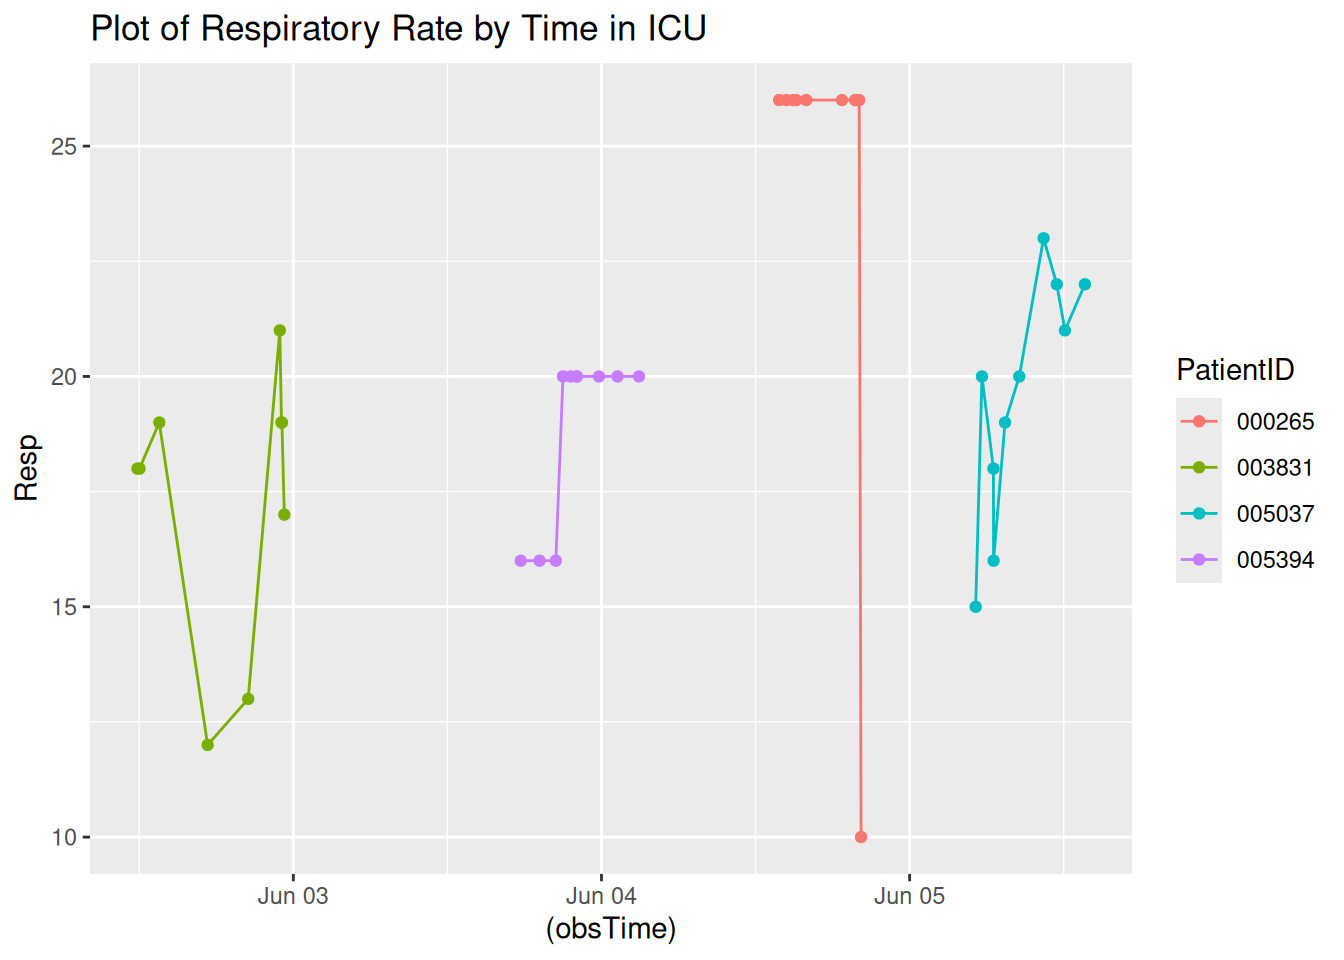 Plot of Respiratory Rate by Time in ICU
25
20
15
10
Resp
Jun 03
Jun 04
Jun 05
(obsTime)
PatientID
000265
003831
005037
005394